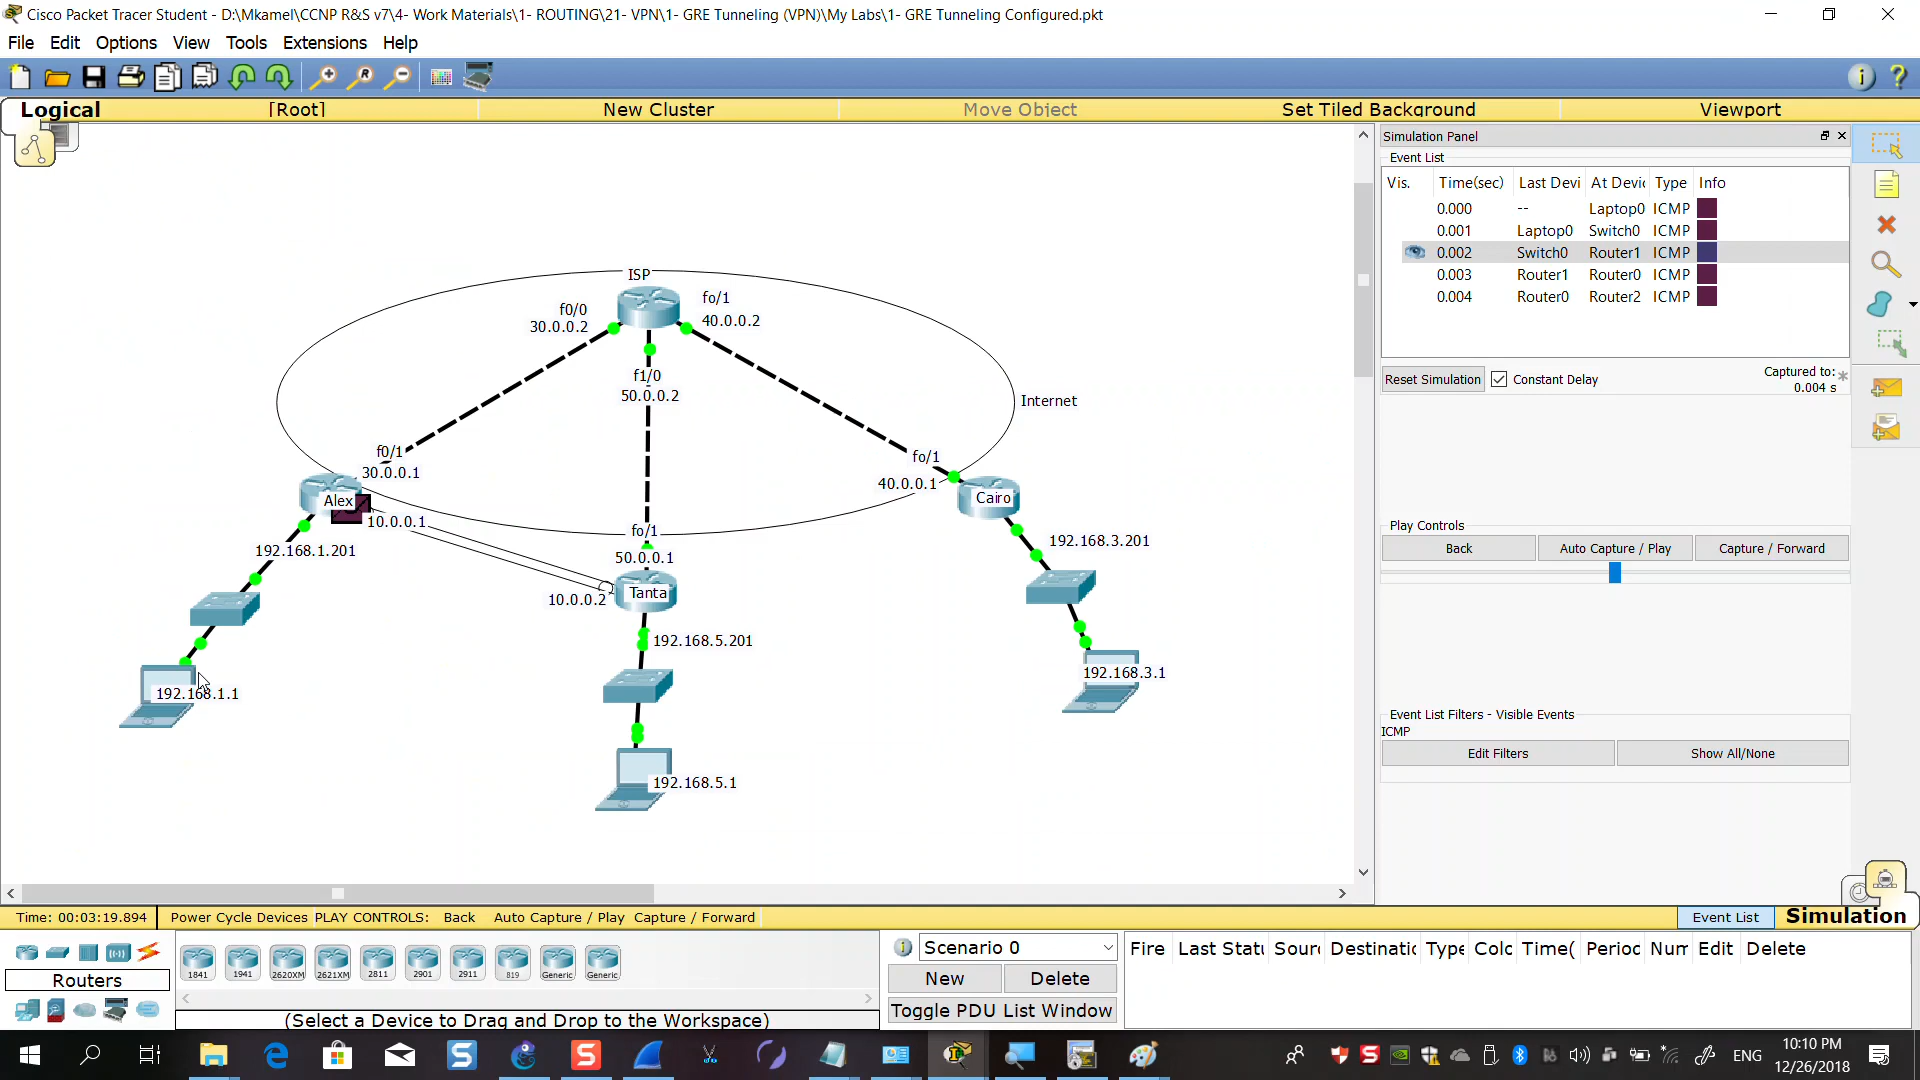 Cisco Packet Tracer Student - D:\Mkamel\CCNP R&S v7\4- Work Materials\1- ROUTING\21- VPN\1- GRE Tunneling (VPN)\My Labs\1- GRE Tunneling Configured.pkt
File Edit Options View Tools Extensions Help
Logical [Root] New Cluster Move Object Set Tiled Background Viewport
ISP
f0/0
30.0.0.2
fo/1
40.0.0.2
f1/0
50.0.0.2
Internet
f0/1
30.0.0.1
fo/1
40.0.0.1
Alex
Cairo
10.0.0.1
fo/1
50.0.0.1
192.168.1.201
192.168.3.201
10.0.0.2
Tanta
192.168.5.201
192.168.1.1
192.168.3.1
192.168.5.1
Simulation Panel
Event List
Vis. Time(sec) Last Devi At Devic Type Info
0.000 -- Laptop0 ICMP
0.001 Laptop0 Switch0 ICMP
0.002 Switch0 Router1 ICMP
0.003 Router1 Router0 ICMP
0.004 Router0 Router2 ICMP
Reset Simulation Constant Delay Captured to:
0.004 s
Play Controls
Back Auto Capture / Play Capture / Forward
Event List Filters - Visible Events
ICMP
Edit Filters Show All/None
Time: 00:03:19.894 Power Cycle Devices PLAY CONTROLS: Back Auto Capture / Play Capture / Forward Event List Simulation
Routers
1841 1941 2620XM 2621XM 2811 2901 2911 819 Generic Generic
(Select a Device to Drag and Drop to the Workspace)
Scenario 0
New Delete
Toggle PDU List Window
Fire Last Statu Sourc Destinatic Type Colc Time( Perioc Num Edit Delete
ENG
10:10 PM
12/26/2018